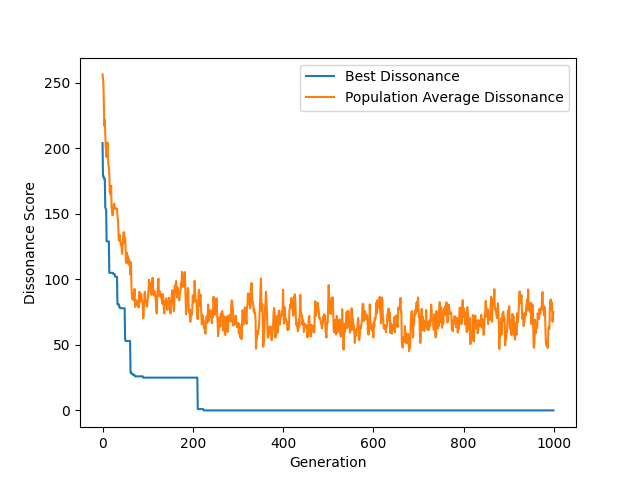 Best Dissonance
Population Average Dissonance
Dissonance Score
250
200
150
100
50
0
0 200 400 600 800 1000
Generation